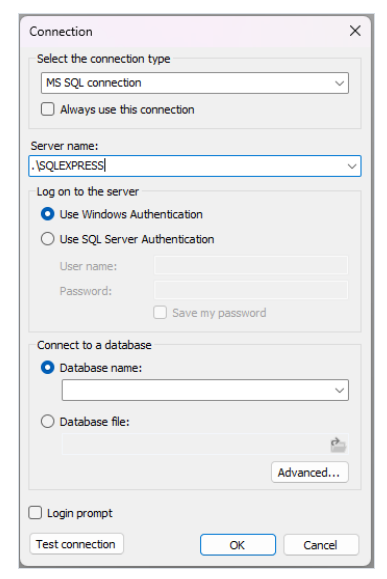 Connection
Select the connection type
MS SQL connection
Always use this connection
Server name:
.\SQLEXPRESS
Log on to the server
Use Windows Authentication
Use SQL Server Authentication
User name:
Password:
Save my password
Connect to a database
Database name:
Database file:
Advanced...
Login prompt
Test connection
OK
Cancel